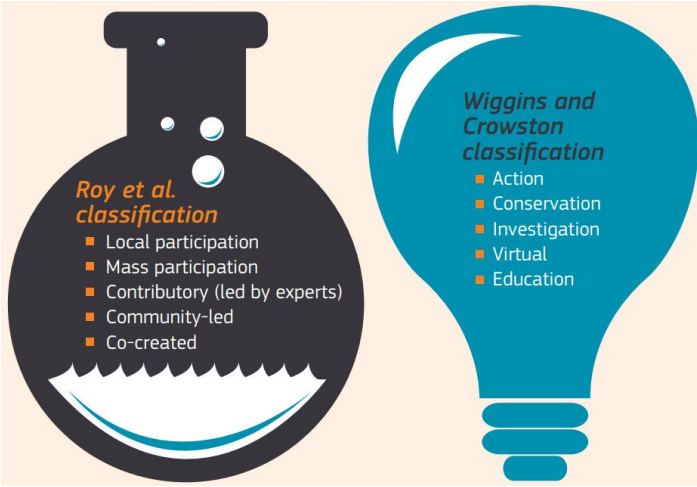 Roy et al.
classification
Local participation
Mass participation
Contributory (led by experts)
Community-led
Co-created
Wiggins and
Crowston
classification
Action
Conservation
Investigation
Virtual
Education